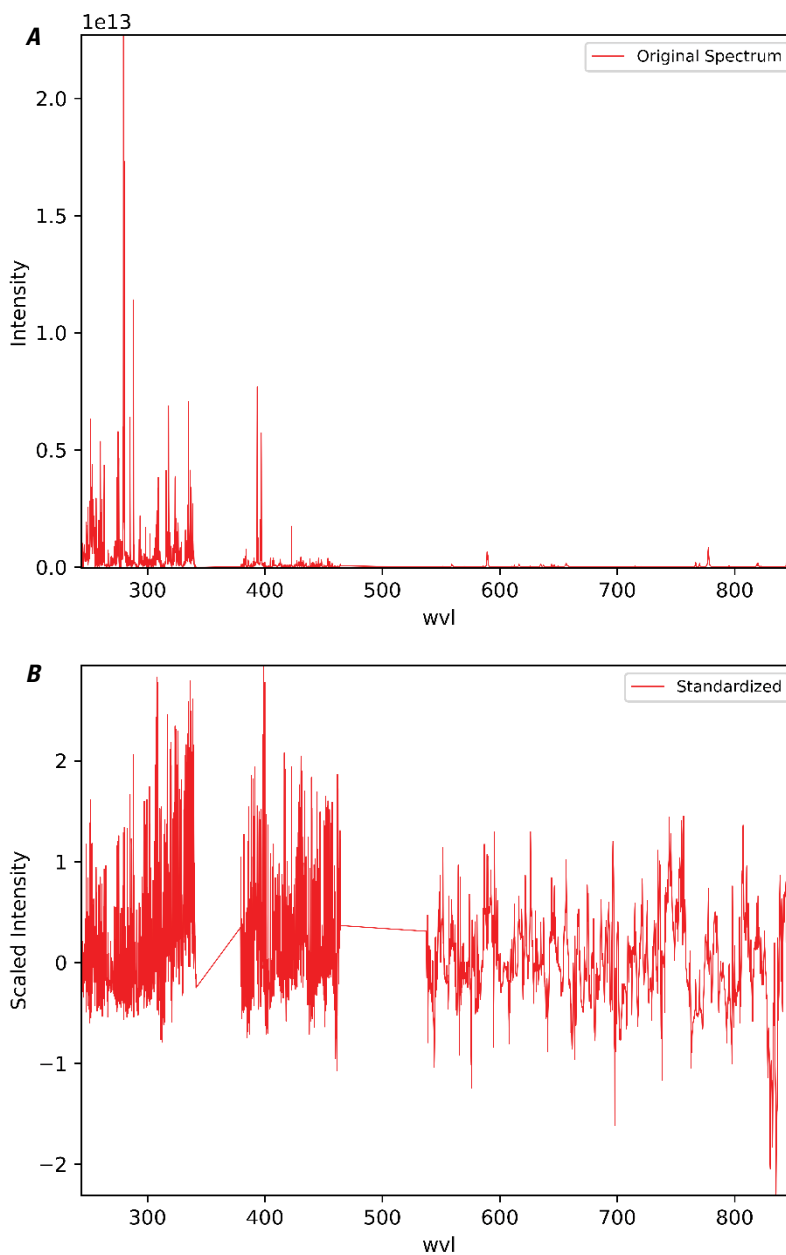 A
1e13
Original Spectrum
2.0
1.5
1.0
0.5
0.0
Intensity
300 400 500 600 700 800
wvl
B
Standardized
2
1
0
−1
−2
Scaled Intensity
300 400 500 600 700 800
wvl